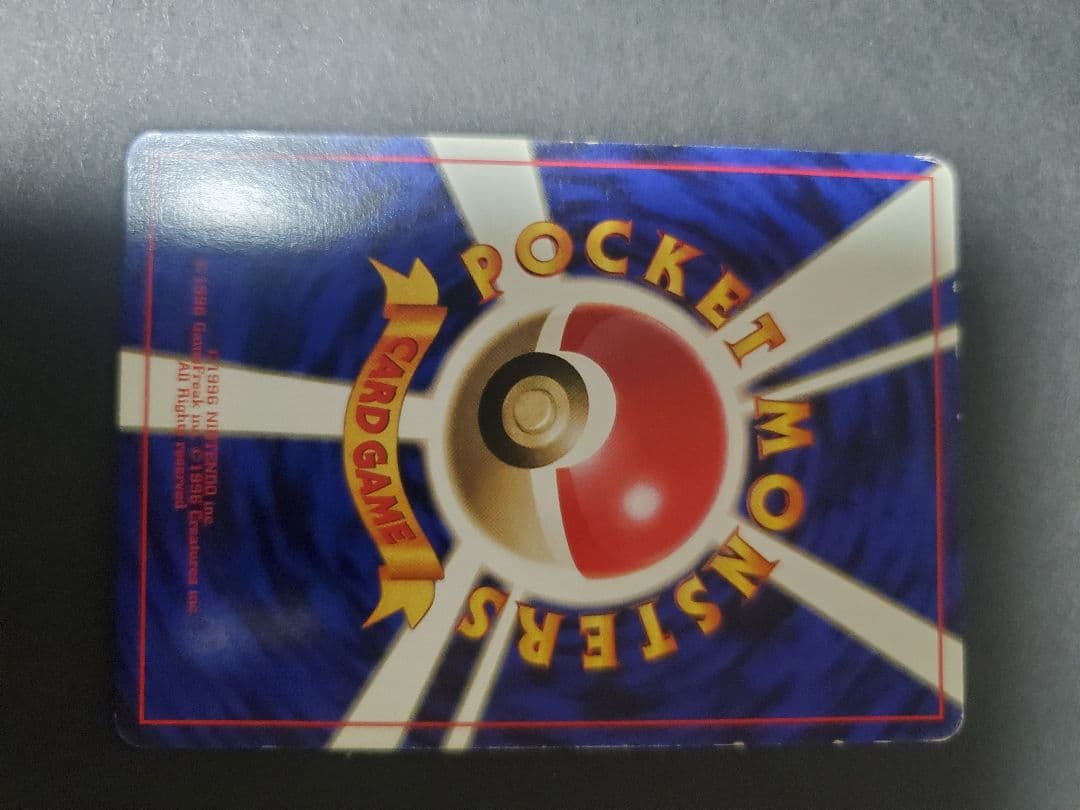 POCKET MONSTERS
CARD GAME
©1996 NINTENDO inc.
©1996 GameFreak inc. ©1996 Creatures inc.
All Rights reserved